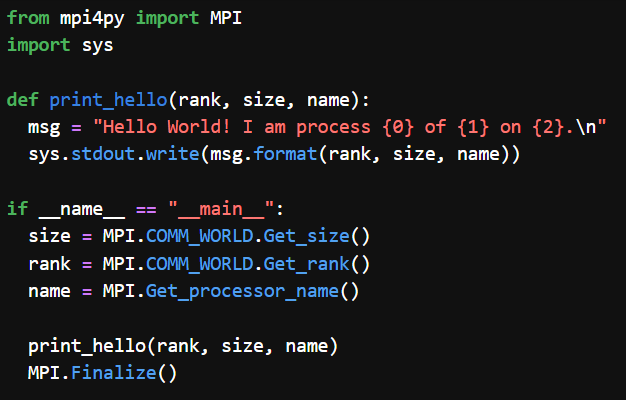 from mpi4py import MPI
import sys

def print_hello(rank, size, name):
  msg = "Hello World! I am process {0} of {1} on {2}.\n"
  sys.stdout.write(msg.format(rank, size, name))

if __name__ == "__main__":
  size = MPI.COMM_WORLD.Get_size()
  rank = MPI.COMM_WORLD.Get_rank()
  name = MPI.Get_processor_name()

  print_hello(rank, size, name)
  MPI.Finalize()